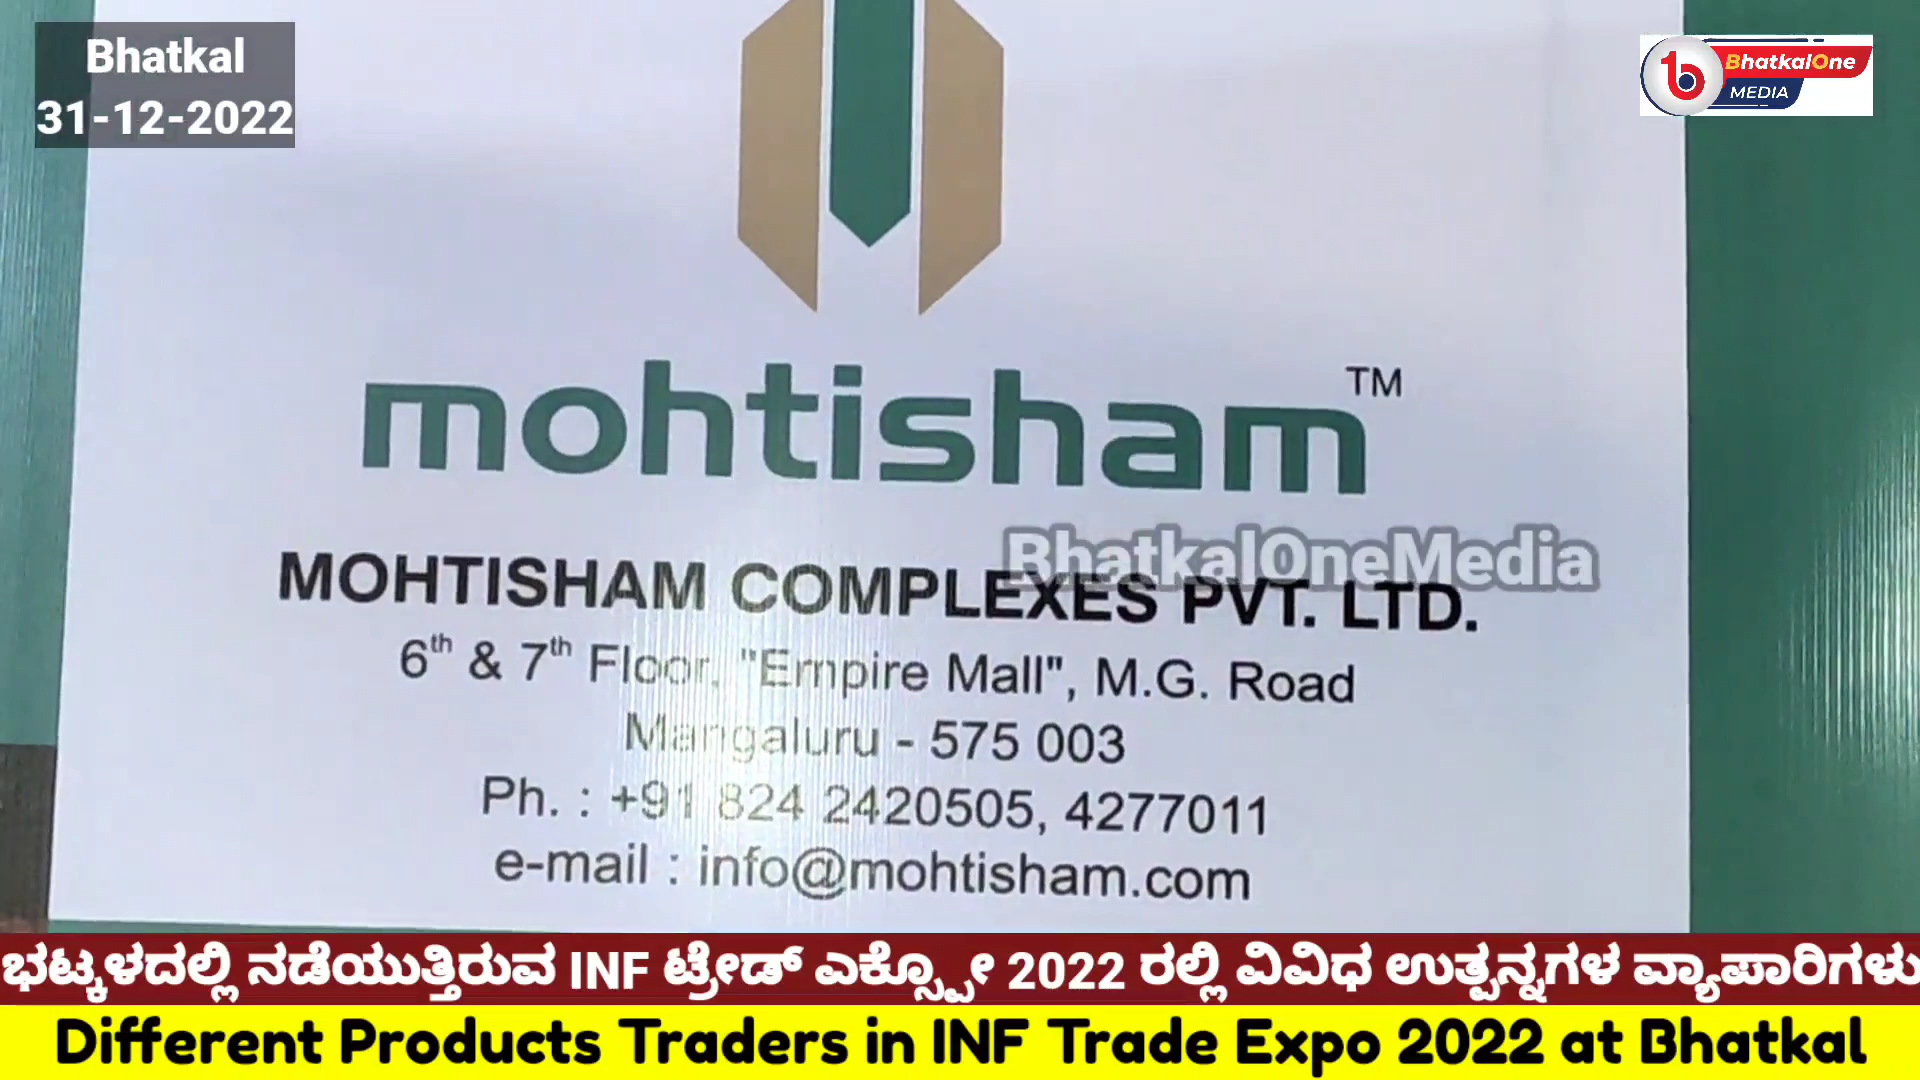 Bhatkal
31-12-2022
BhatkalOne
MEDIA
mohtisham™
BhatkalOneMedia
MOHTISHAM COMPLEXES PVT. LTD.
6th & 7th Floor, "Empire Mall", M.G. Road
Mangaluru - 575 003
Ph. : +91 824 2420505, 4277011
e-mail : info@mohtisham.com
ಭಟ್ಕಳದಲ್ಲಿ ನಡೆಯುತ್ತಿರುವ INF ಟ್ರೇಡ್ ಎಕ್ಸ್ಪೋ 2022 ರಲ್ಲಿ ವಿವಿಧ ಉತ್ಪನ್ನಗಳ ವ್ಯಾಪಾರಿಗಳು
Different Products Traders in INF Trade Expo 2022 at Bhatkal